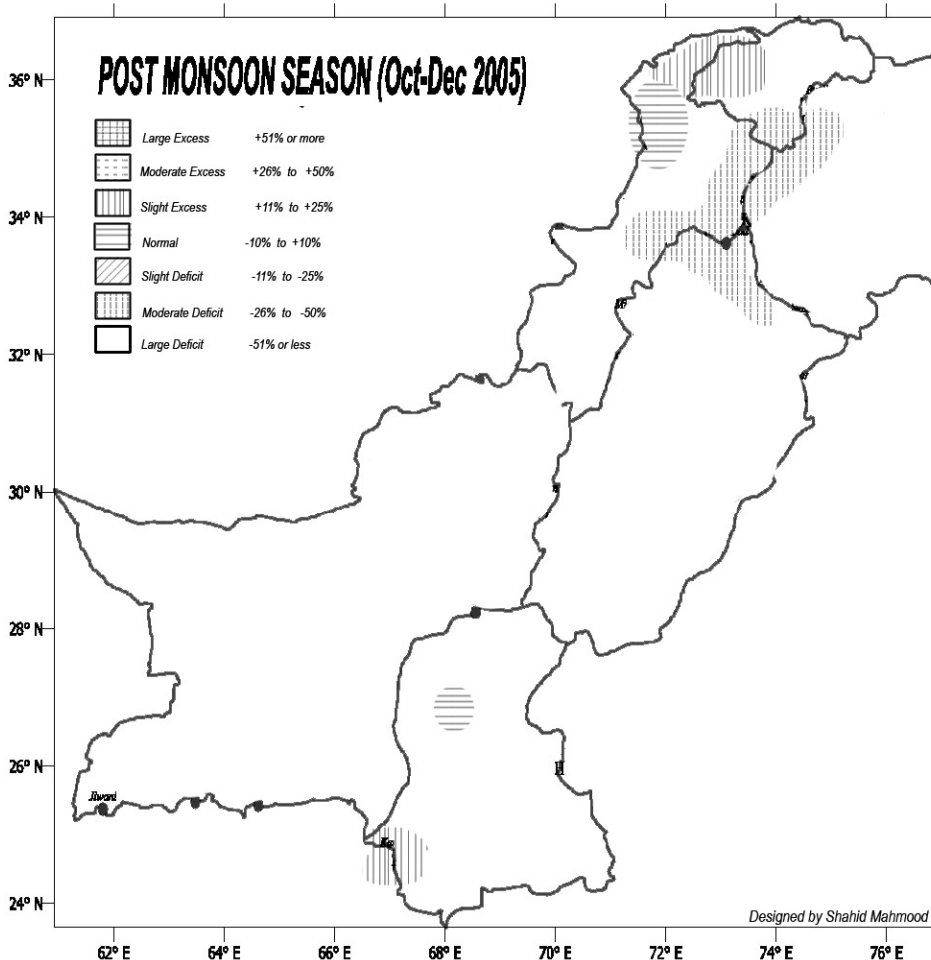 POST MONSOON SEASON (Oct-Dec 2005)
Large Excess +51% or more
Moderate Excess +26% to +50%
Slight Excess +11% to +25%
Normal -10% to +10%
Slight Deficit -11% to -25%
Moderate Deficit -26% to -50%
Large Deficit -51% or less
36° N
34° N
32° N
30° N
28° N
26° N
24° N
Jiwani
H
Designed by Shahid Mahmood
62° E 64° E 66° E 68° E 70° E 72° E 74° E 76° E